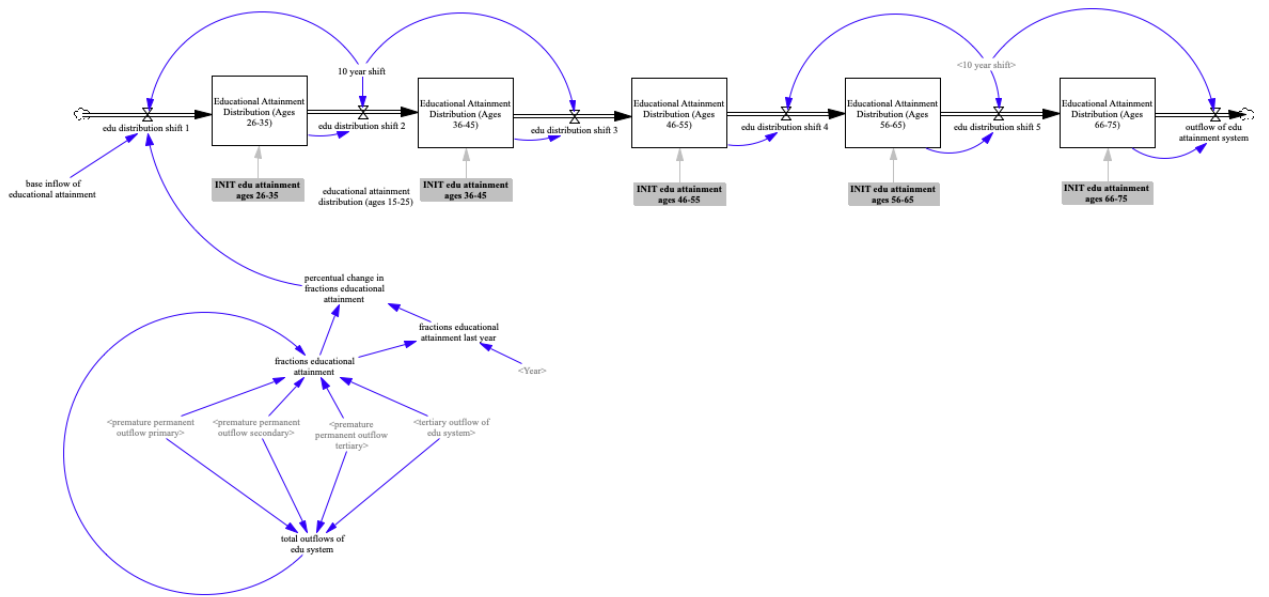 10 year shift
<10 year shift>
Educational Attainment
Distribution (Ages
26-35)
Educational Attainment
Distribution (Ages
36-45)
Educational Attainment
Distribution (Ages
46-55)
Educational Attainment
Distribution (Ages
56-65)
Educational Attainment
Distribution (Ages
66-75)
edu distribution shift 1
edu distribution shift 2
edu distribution shift 3
edu distribution shift 4
edu distribution shift 5
outflow of edu
attainment system
base inflow of
educational attainment
INIT edu attainment
ages 26-35
educational attainment
distribution (ages 15-25)
INIT edu attainment
ages 36-45
INIT edu attainment
ages 46-55
INIT edu attainment
ages 56-65
INIT edu attainment
ages 66-75
percentual change in
fractions educational
attainment
fractions educational
attainment last year
fractions educational
attainment
<Year>
<premature permanent
outflow primary>
<premature permanent
outflow secondary>
<premature
permanent outflow
tertiary>
<tertiary outflow of
edu system>
total outflows of
edu system